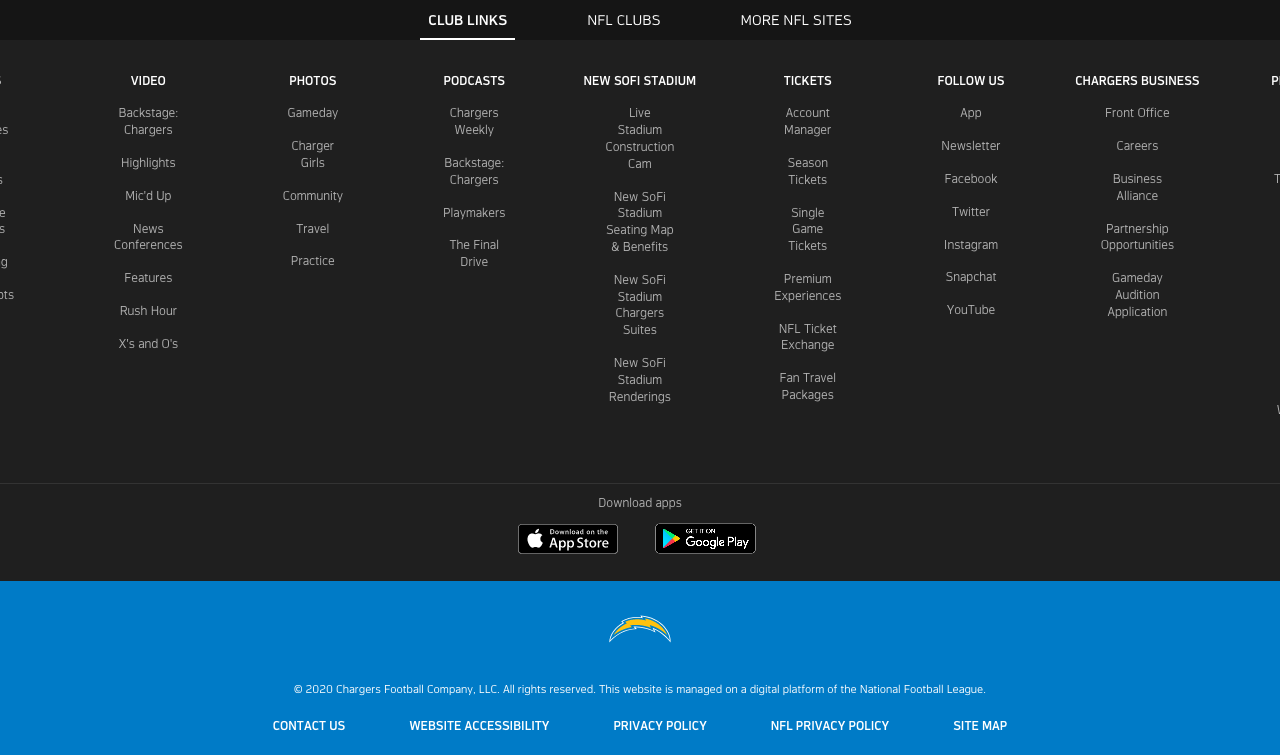 CLUB LINKS
NFL CLUBS
MORE NFL SITES
VIDEO
Backstage:
Chargers
Highlights
Mic'd Up
News
Conferences
Features
Rush Hour
X's and O's
PHOTOS
Gameday
Charger
Girls
Community
Travel
Practice
PODCASTS
Chargers
Weekly
Backstage:
Chargers
Playmakers
The Final
Drive
NEW SOFI STADIUM
Live
Stadium
Construction
Cam
New SoFi
Stadium
Seating Map
& Benefits
New SoFi
Stadium
Chargers
Suites
New SoFi
Stadium
Renderings
TICKETS
Account
Manager
Season
Tickets
Single
Game
Tickets
Premium
Experiences
NFL Ticket
Exchange
Fan Travel
Packages
FOLLOW US
App
Newsletter
Facebook
Twitter
Instagram
Snapchat
YouTube
CHARGERS BUSINESS
Front Office
Careers
Business
Alliance
Partnership
Opportunities
Gameday
Audition
Application
Download apps
Download on the
App Store
GET IT ON
Google Play
© 2020 Chargers Football Company, LLC. All rights reserved. This website is managed on a digital platform of the National Football League.
CONTACT US
WEBSITE ACCESSIBILITY
PRIVACY POLICY
NFL PRIVACY POLICY
SITE MAP